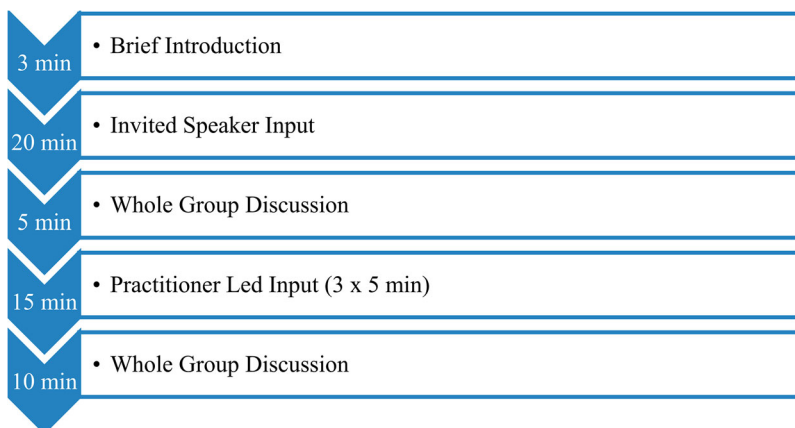 3 min
• Brief Introduction
20 min
• Invited Speaker Input
5 min
• Whole Group Discussion
15 min
• Practitioner Led Input (3 x 5 min)
10 min
• Whole Group Discussion